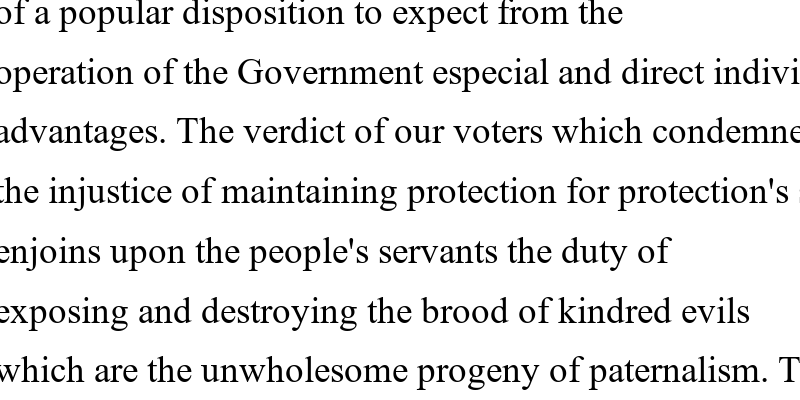 of a popular disposition to expect from the
operation of the Government especial and direct indivi
advantages. The verdict of our voters which condemne
the injustice of maintaining protection for protection's
enjoins upon the people's servants the duty of
exposing and destroying the brood of kindred evils
which are the unwholesome progeny of paternalism. T